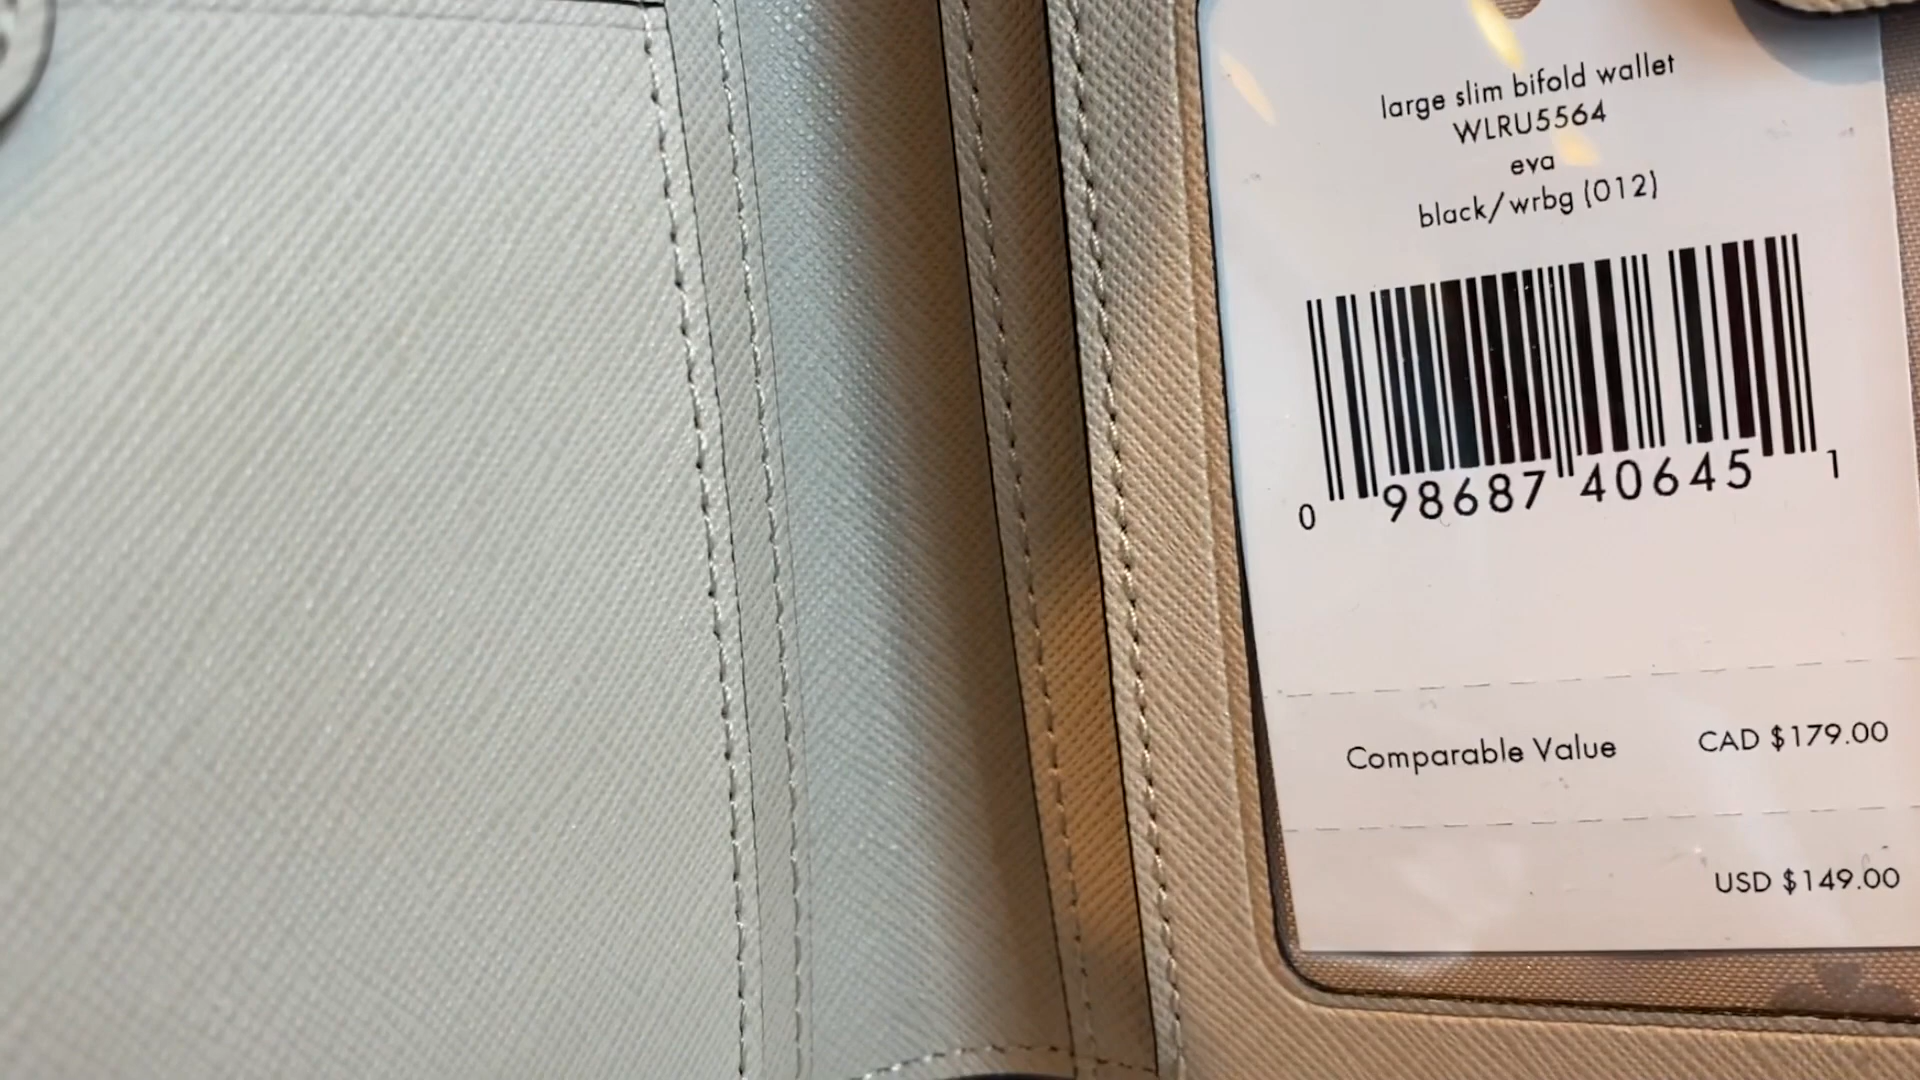 large slim bifold wallet
WLRU5564
eva
black/wrbg (012)
0 98687 40645 1
Comparable Value CAD $179.00
USD $149.00